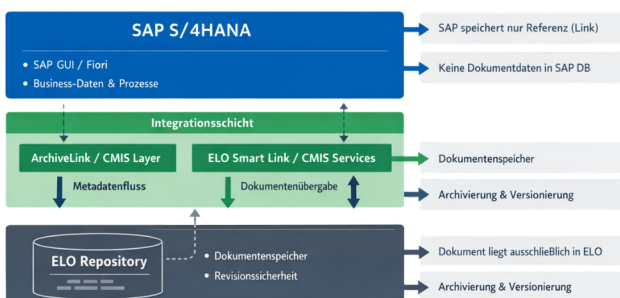 SAP S/4HANA
• SAP GUI / Fiori
• Business-Daten & Prozesse
SAP speichert nur Referenz (Link)
Keine Dokumentdaten in SAP DB
Integrationsschicht
ArchiveLink / CMIS Layer
ELO Smart Link / CMIS Services
Dokumentenspeicher
Metadatenfluss
Dokumentenübergabe
Archivierung & Versionierung
ELO Repository
• Dokumentenspeicher
• Revisionssicherheit
Dokument liegt ausschließlich in ELO
Archivierung & Versionierung